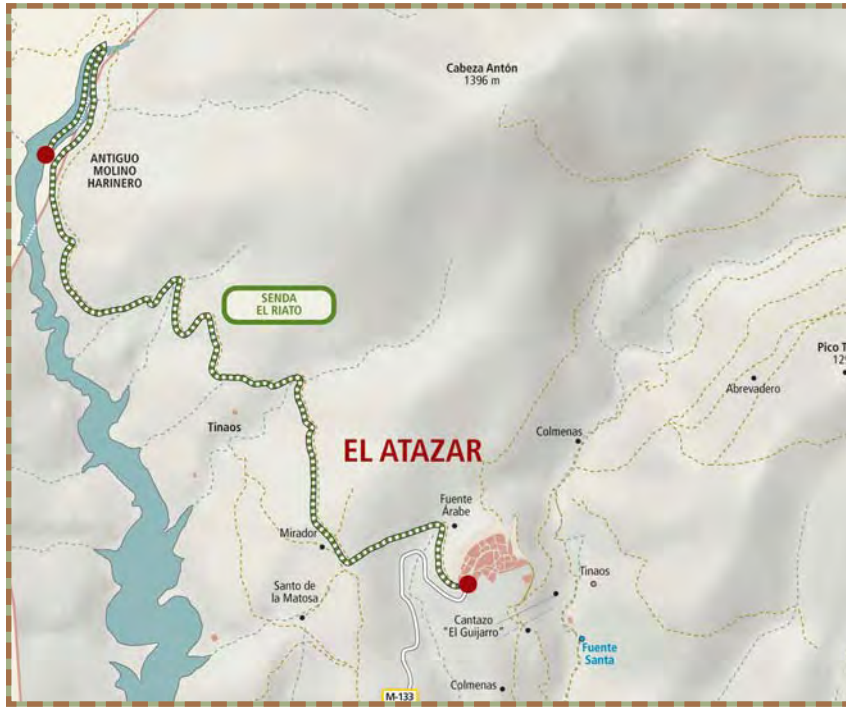 Cabeza Antón
1396 m
ANTIGUO
MOLINO
HARINERO
SENDA
EL RIATO
Pico T
Abrevadero
Tinaos
EL ATAZAR
Colmenas
Fuente
Árabe
Mirador
Santo de
la Matosa
Tinaos
Cantazo
"El Guijarro"
Fuente
Santa
Colmenas
M-133